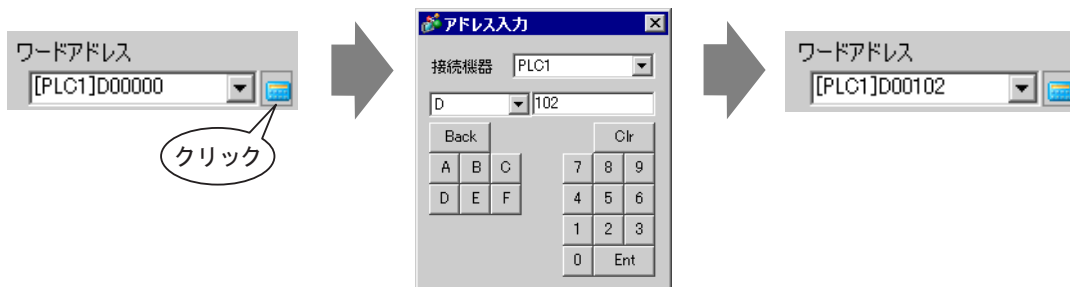 ワードアドレス
[PLC1]D00000
クリック
アドレス入力
接続機器 PLC1
D 102
Back Clr
A B C 7 8 9
D E F 4 5 6
1 2 3
0 Ent
ワードアドレス
[PLC1]D00102